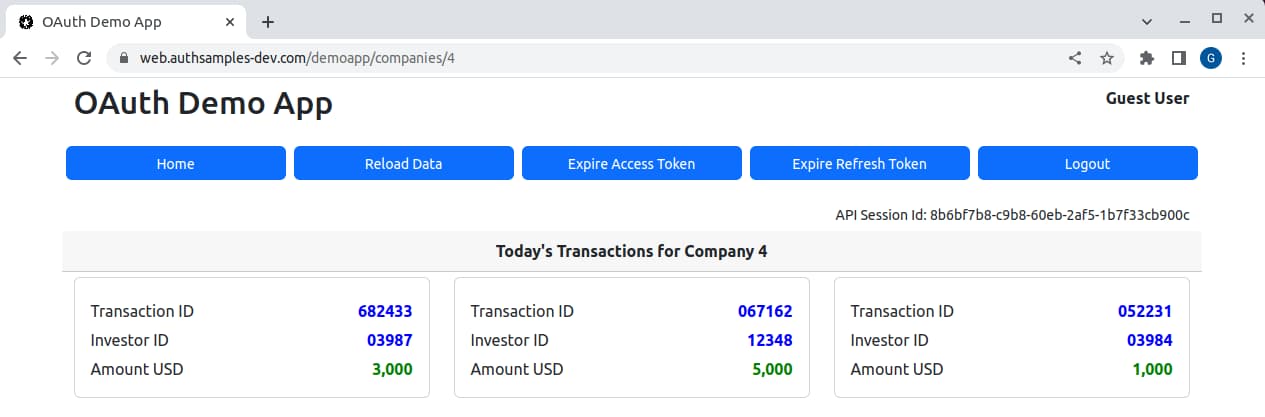 OAuth Demo App
web.authsamples-dev.com/demoapp/companies/4
G
OAuth Demo App
Guest User
Home
Reload Data
Expire Access Token
Expire Refresh Token
Logout
API Session Id: 8b6bf7b8-c9b8-60eb-2af5-1b7f33cb900c
Today's Transactions for Company 4
Transaction ID 682433
Investor ID 03987
Amount USD 3,000
Transaction ID 067162
Investor ID 12348
Amount USD 5,000
Transaction ID 052231
Investor ID 03984
Amount USD 1,000